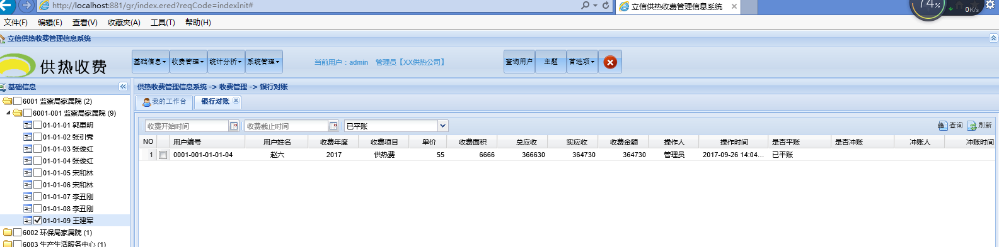 http://localhost:881/gr/index.ered?reqCode=indexInit#
立信供热收费管理信息系统
74%
0K/s
文件(F) 编辑(E) 查看(V) 收藏夹(A) 工具(T) 帮助(H)
立信供热收费管理信息系统
供热收费
基础信息 收费管理 统计分析 系统管理
当前用户：admin 管理员【XX供热公司】
查询用户 主题 首选项
基础信息
供热收费管理信息系统 -> 收费管理 -> 银行对账
我的工作台 银行对账
6001 监察局家属院 (2)
6001-001 监察局家属院 (9)
01-01-01 郭里明
01-01-02 张引秀
01-01-03 张俊红
01-01-04 张俊红
01-01-05 宋和林
01-01-06 宋和林
01-01-07 李丑刚
01-01-08 李丑刚
01-01-09 王建军
6002 环保局家属院 (1)
6003 生产生活服务中心 (1)
收费开始时间 收费截止时间 已平账 查询 刷新
NO 用户编号 用户姓名 收费年度 收费项目 单价 收费面积 总应收 实应收 收费金额 操作人 操作时间 是否平账 是否冲账 冲账人 冲账时间
1 0001-001-01-01-04 赵六 2017 供热费 55 6666 366630 364730 364730 管理员 2017-09-26 14:04... 已平账